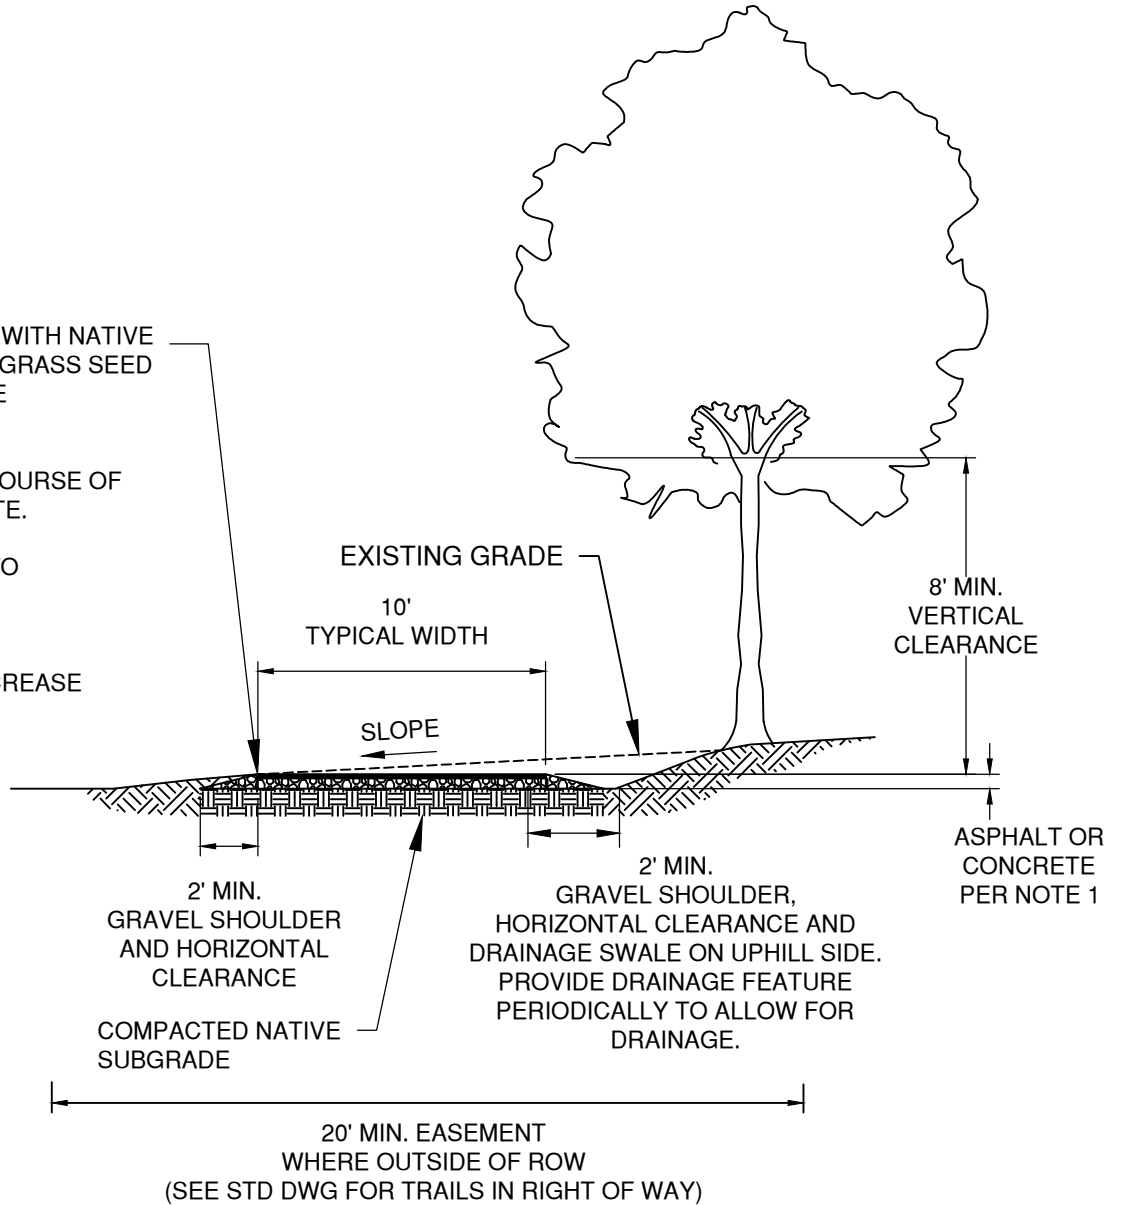 WITH NATIVE
GRASS SEED
E
OURSE OF
TE.
O
CREASE
EXISTING GRADE
10'
TYPICAL WIDTH
SLOPE
8' MIN.
VERTICAL
CLEARANCE
ASPHALT OR
CONCRETE
PER NOTE 1
2' MIN.
GRAVEL SHOULDER
AND HORIZONTAL
CLEARANCE
2' MIN.
GRAVEL SHOULDER,
HORIZONTAL CLEARANCE AND
DRAINAGE SWALE ON UPHILL SIDE.
PROVIDE DRAINAGE FEATURE
PERIODICALLY TO ALLOW FOR
DRAINAGE.
COMPACTED NATIVE
SUBGRADE
20' MIN. EASEMENT
WHERE OUTSIDE OF ROW
(SEE STD DWG FOR TRAILS IN RIGHT OF WAY)